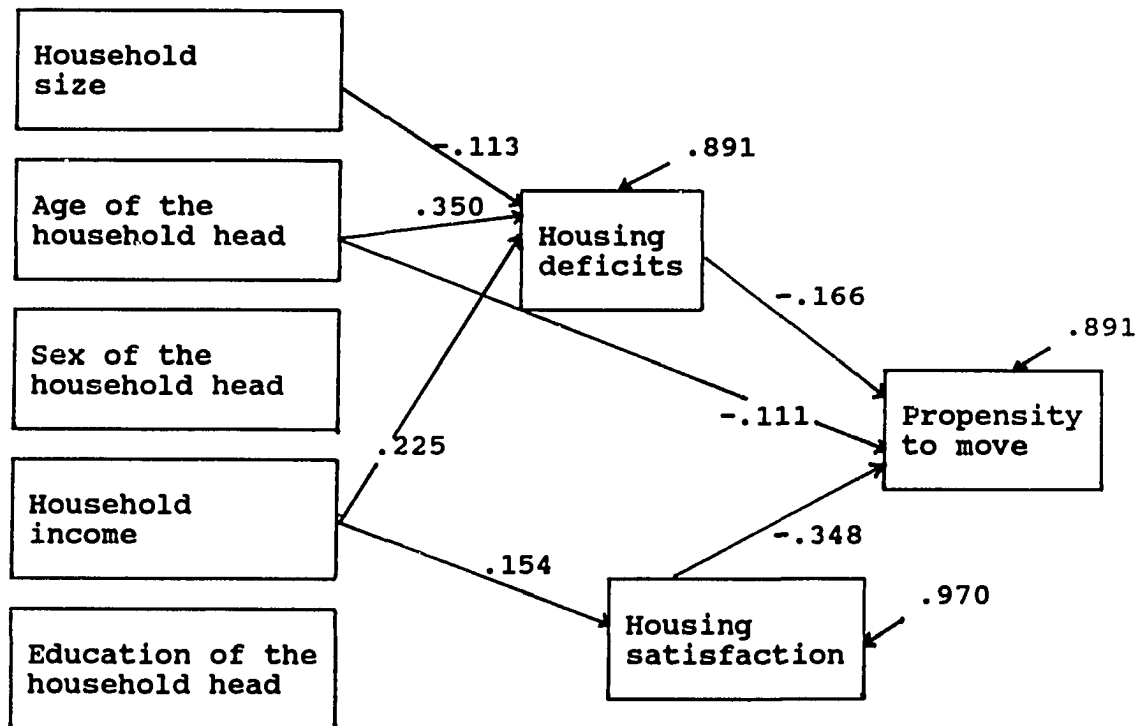 Household
size
-.113
.891
Age of the
household head
.350
Housing
deficits
-.166
.891
Sex of the
household head
-.111
Propensity
to move
.225
Household
income
-.348
.154
.970
Housing
satisfaction
Education of the
household head